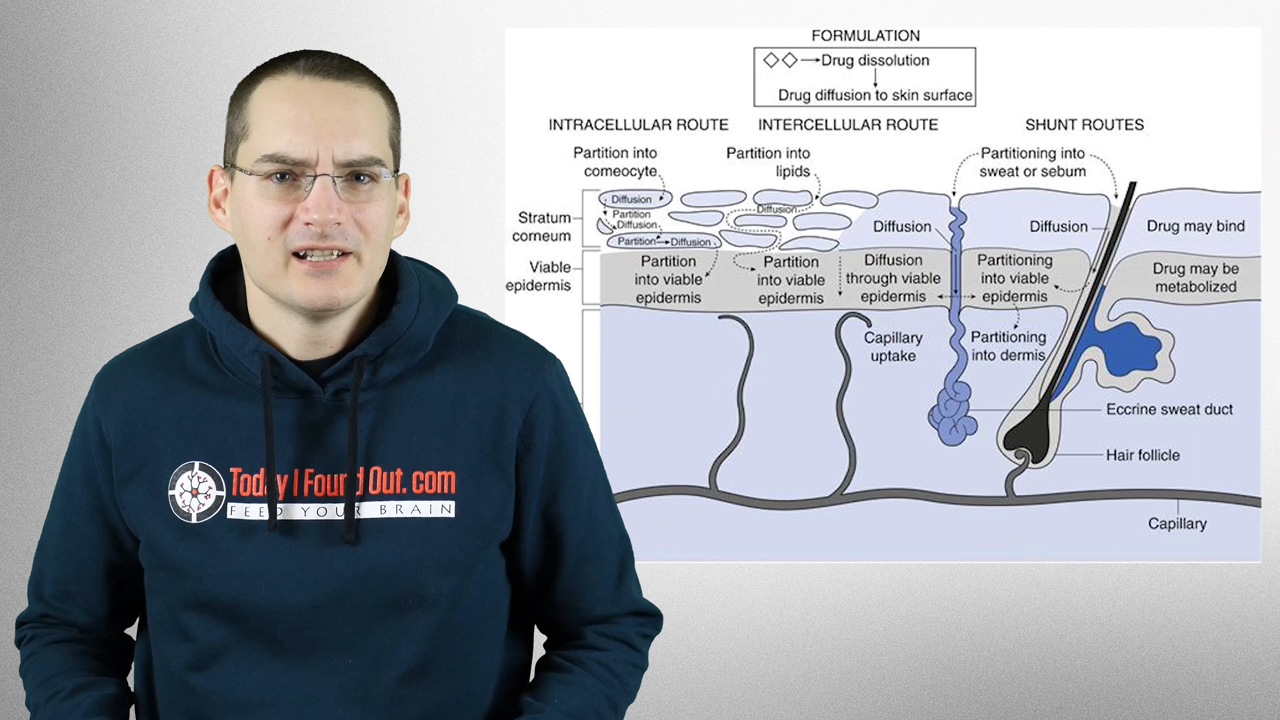 FORMULATION
Drug dissolution
Drug diffusion to skin surface
INTRACELLULAR ROUTE
INTERCELLULAR ROUTE
SHUNT ROUTES
Partition into
comeocyte
Partition into
lipids
Partitioning into
sweat or sebum
Stratum
corneum
Diffusion
Partition
Diffusion
Partition
Diffusion
Diffusion
Diffusion
Diffusion
Drug may bind
Viable
epidermis
Partition
into viable
epidermis
Partition
into viable
epidermis
Diffusion
through viable
epidermis
Partitioning
into viable
epidermis
Drug may be
metabolized
Capillary
uptake
Partitioning
into dermis
Eccrine sweat duct
Hair follicle
Capillary
Today I Found Out. com
FEED YOUR BRAIN